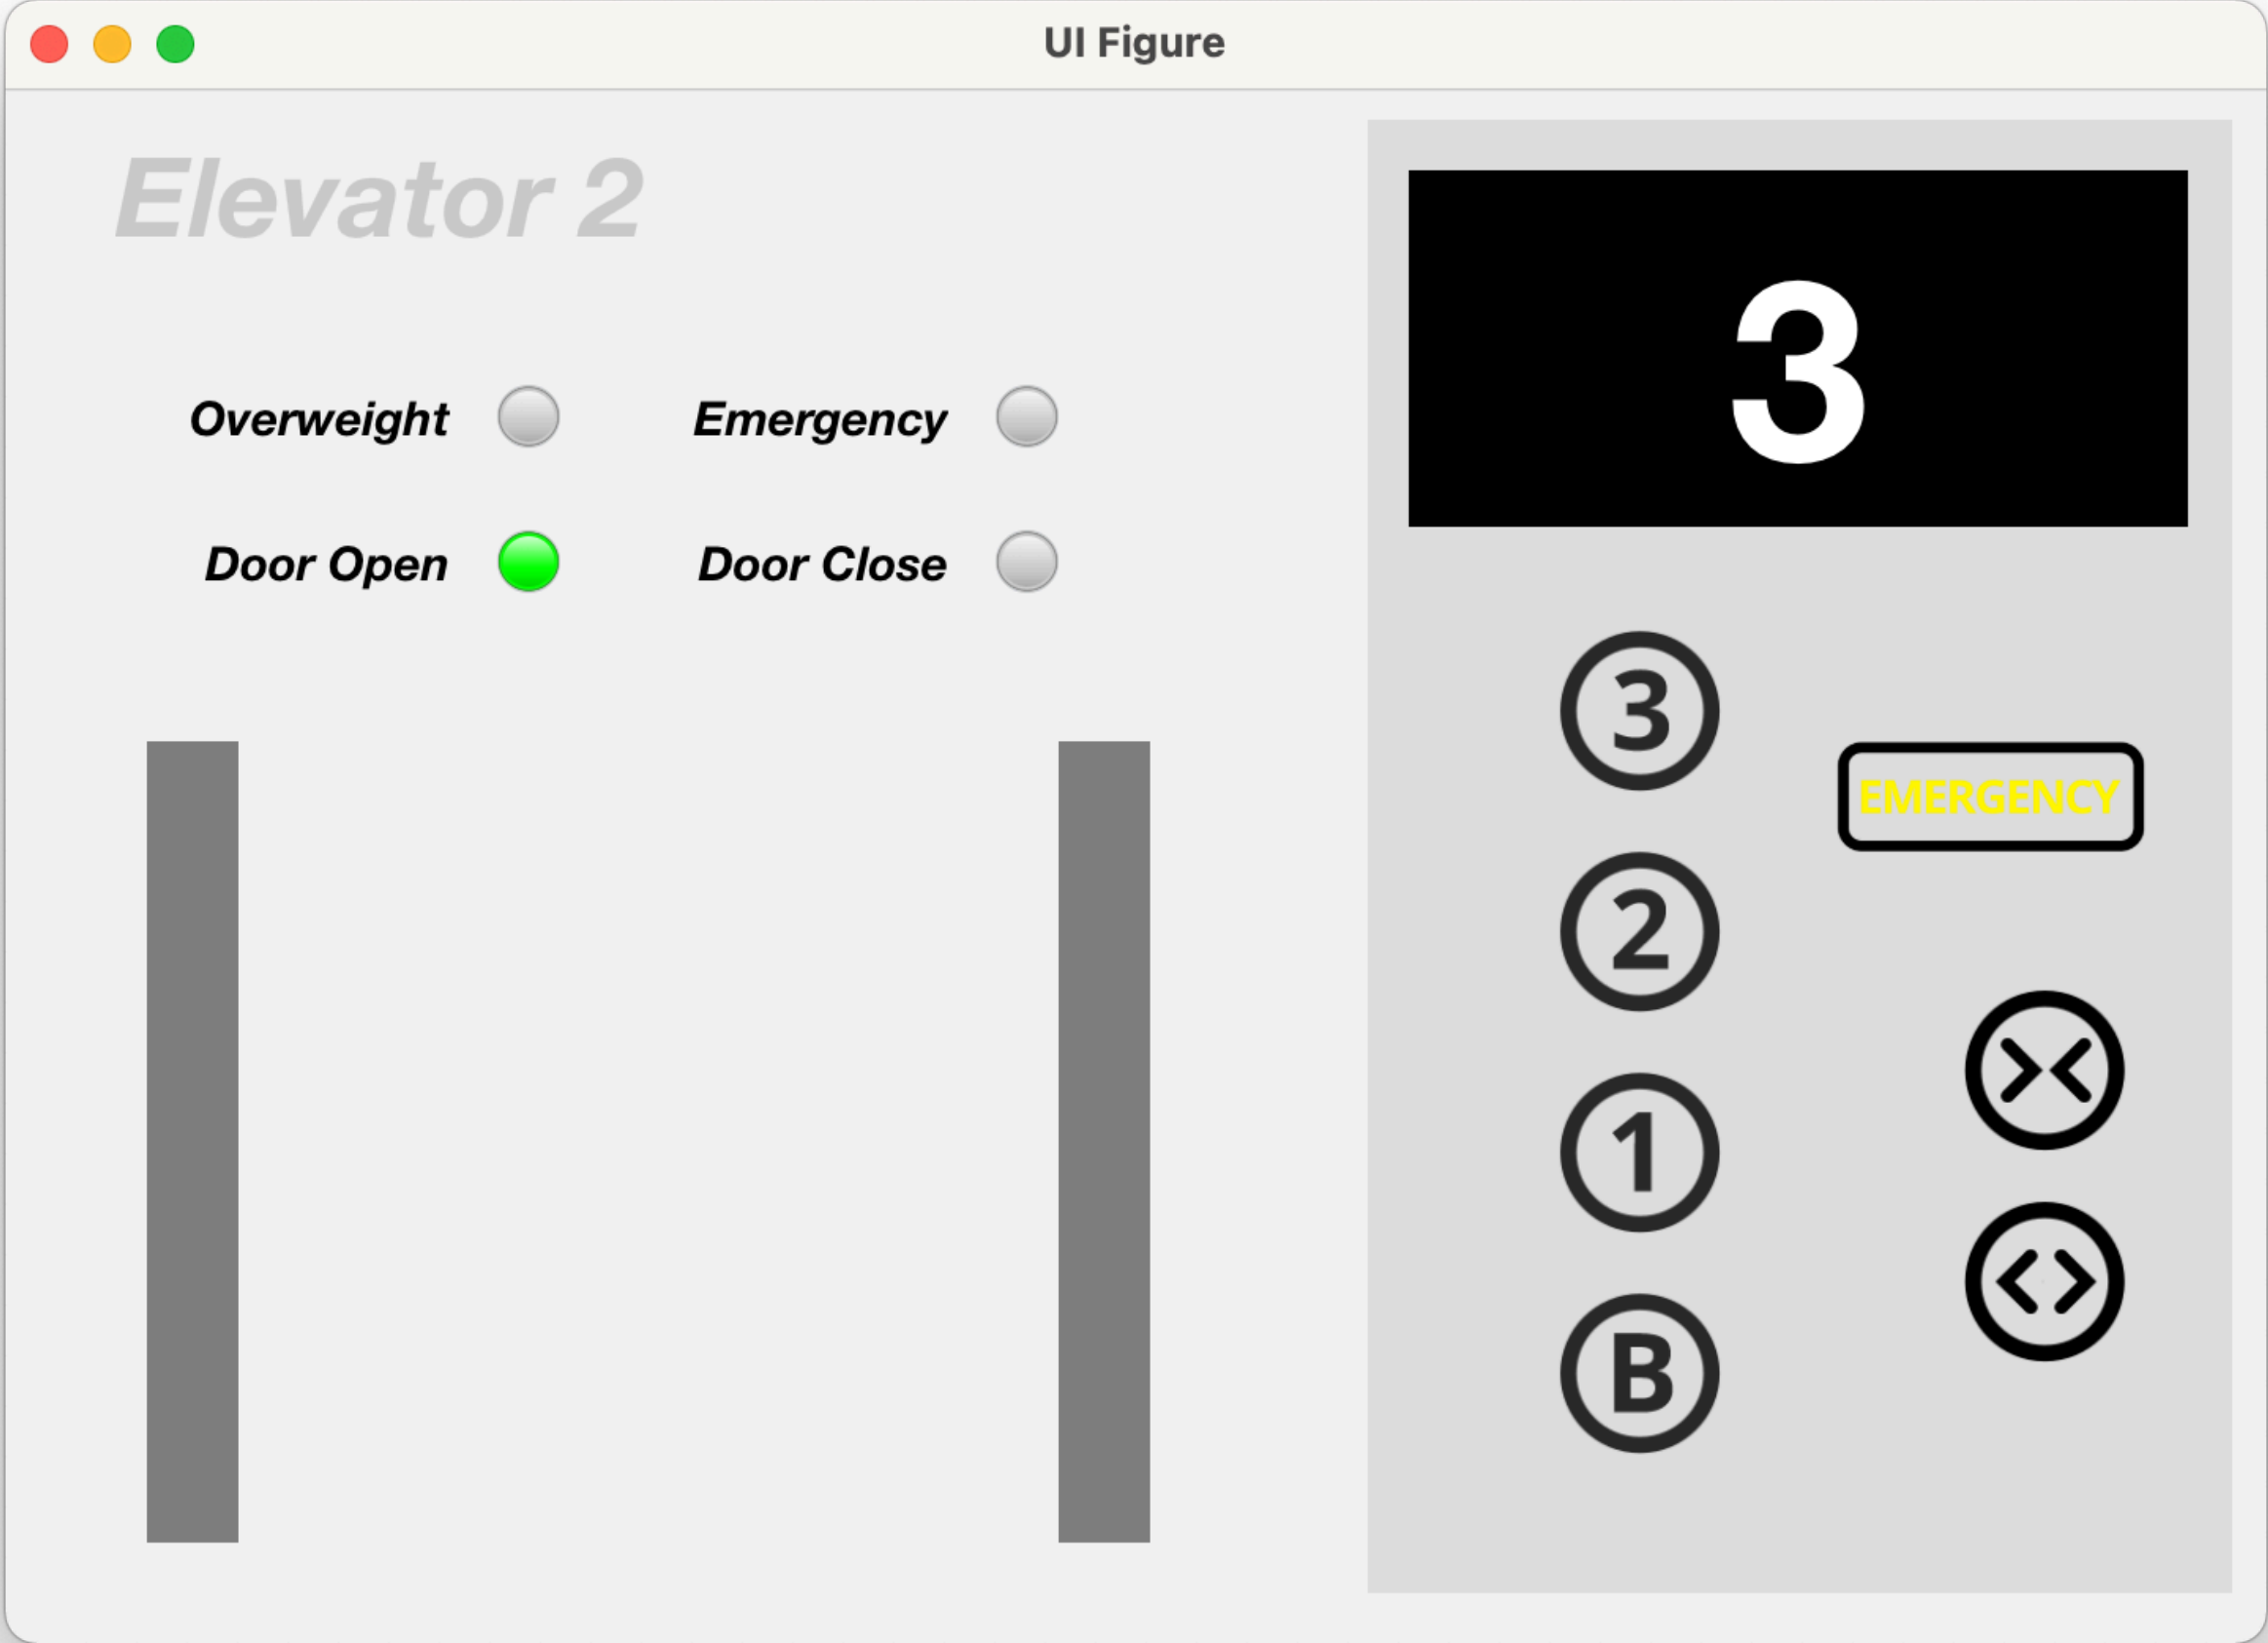 UI Figure
Elevator 2
Overweight
Emergency
Door Open
Door Close
3
3
EMERGENCY
2
1
B